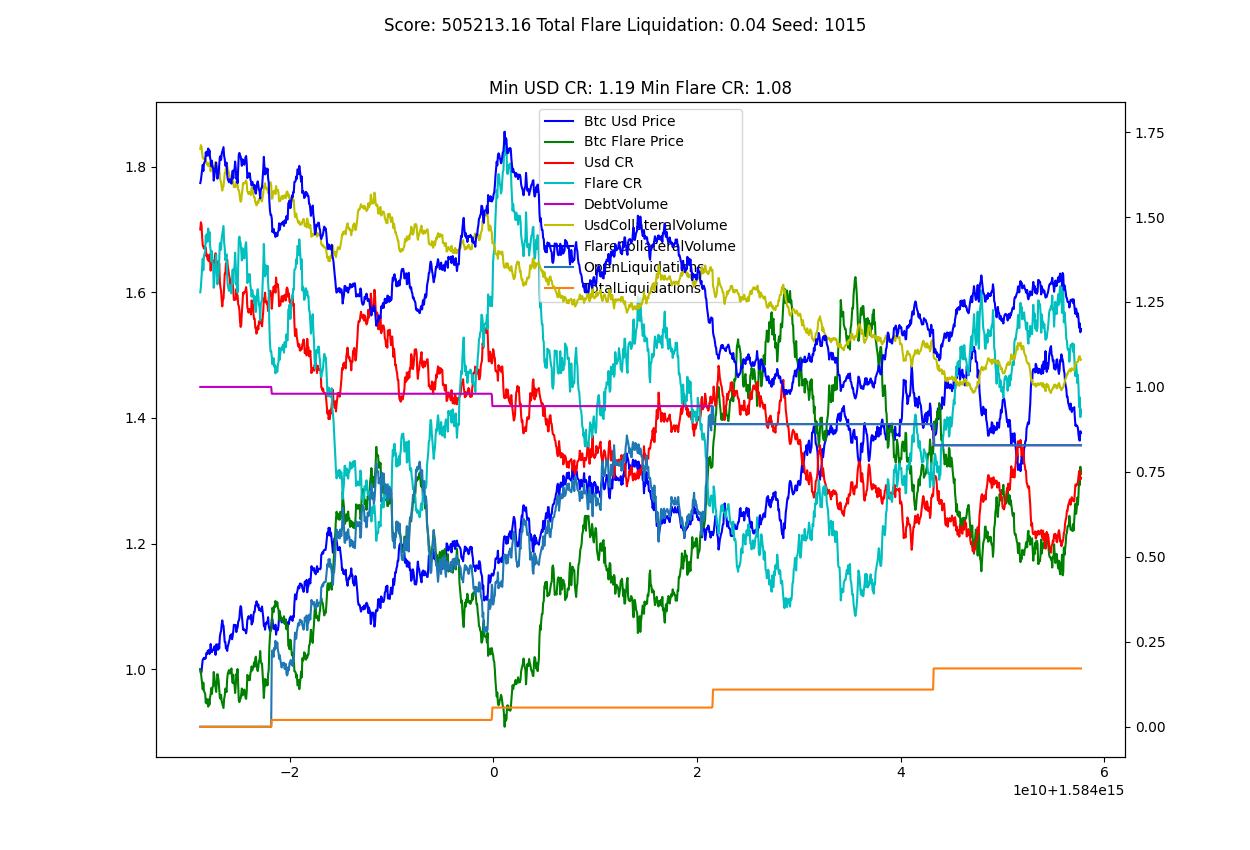 Score: 505213.16 Total Flare Liquidation: 0.04 Seed: 1015
Min USD CR: 1.19 Min Flare CR: 1.08
Btc Usd Price
Btc Flare Price
Usd CR
Flare CR
DebtVolume
UsdCollateralVolume
FlareCollateralVolume
OpenLiquidations
TotalLiquidations
1.8
1.6
1.4
1.2
1.0
1.75
1.50
1.25
1.00
0.75
0.50
0.25
0.00
−2
0
2
4
6
1e10+1.584e15